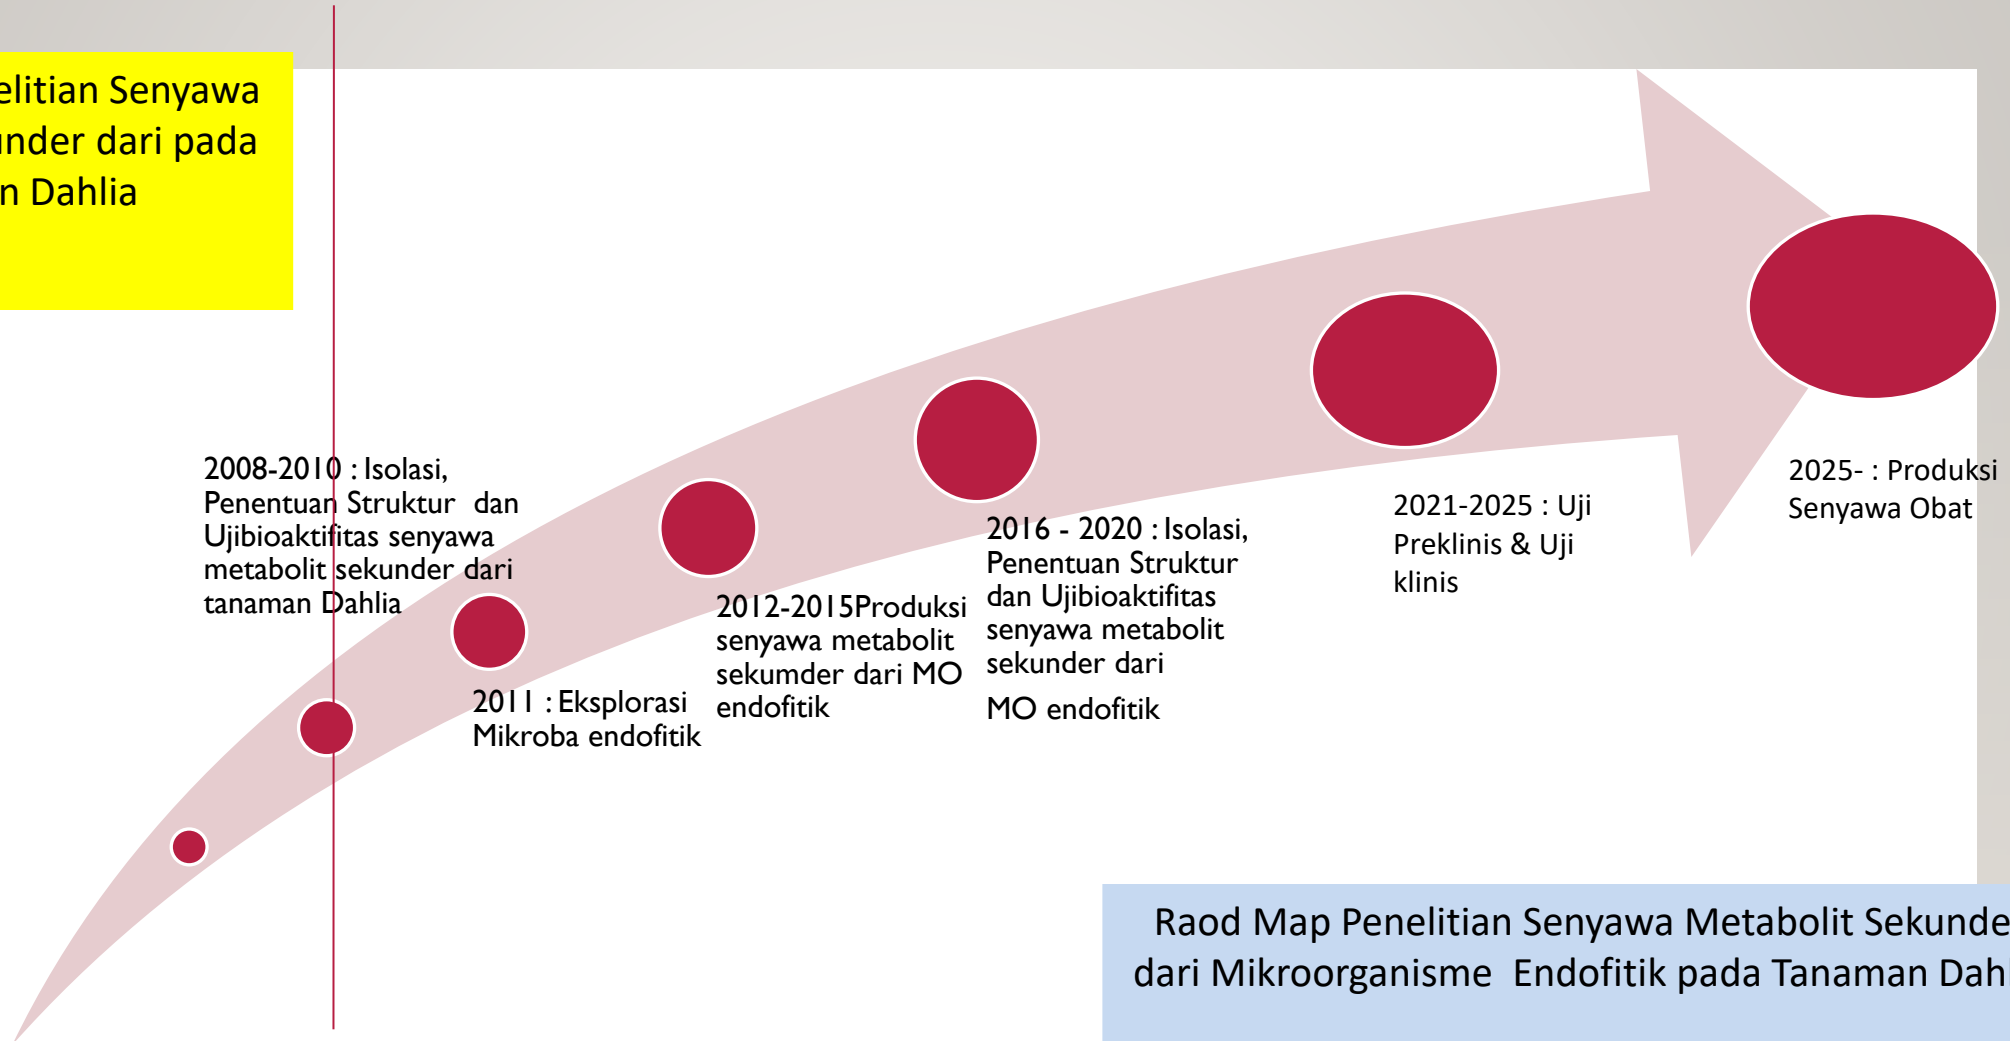 elitian Senyawa
under dari pada
n Dahlia
2008-2010 : Isolasi,
Penentuan Struktur dan
Ujibioaktifitas senyawa
metabolit sekunder dari
tanaman Dahlia
2011 : Eksplorasi
Mikroba endofitik
2012-2015Produksi
senyawa metabolit
sekumder dari MO
endofitik
2016 - 2020 : Isolasi,
Penentuan Struktur
dan Ujibioaktifitas
senyawa metabolit
sekunder dari
MO endofitik
2021-2025 : Uji
Preklinis & Uji
klinis
2025- : Produksi
Senyawa Obat
Raod Map Penelitian Senyawa Metabolit Sekunde
dari Mikroorganisme Endofitik pada Tanaman Dahl